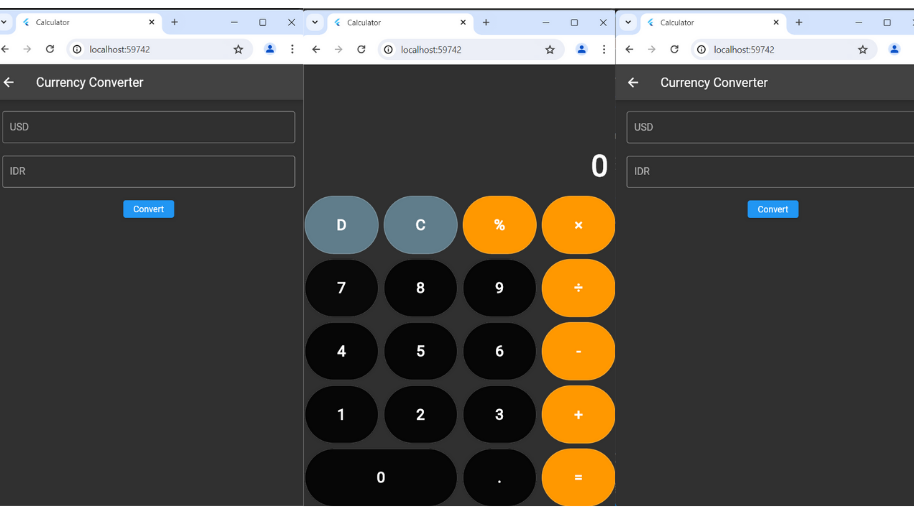 Calculator
localhost:59742
Currency Converter
USD
IDR
Convert
Calculator
localhost:59742
0
D C % ×
7 8 9 ÷
4 5 6 -
1 2 3 +
0 . =
Calculator
localhost:59742
Currency Converter
USD
IDR
Convert